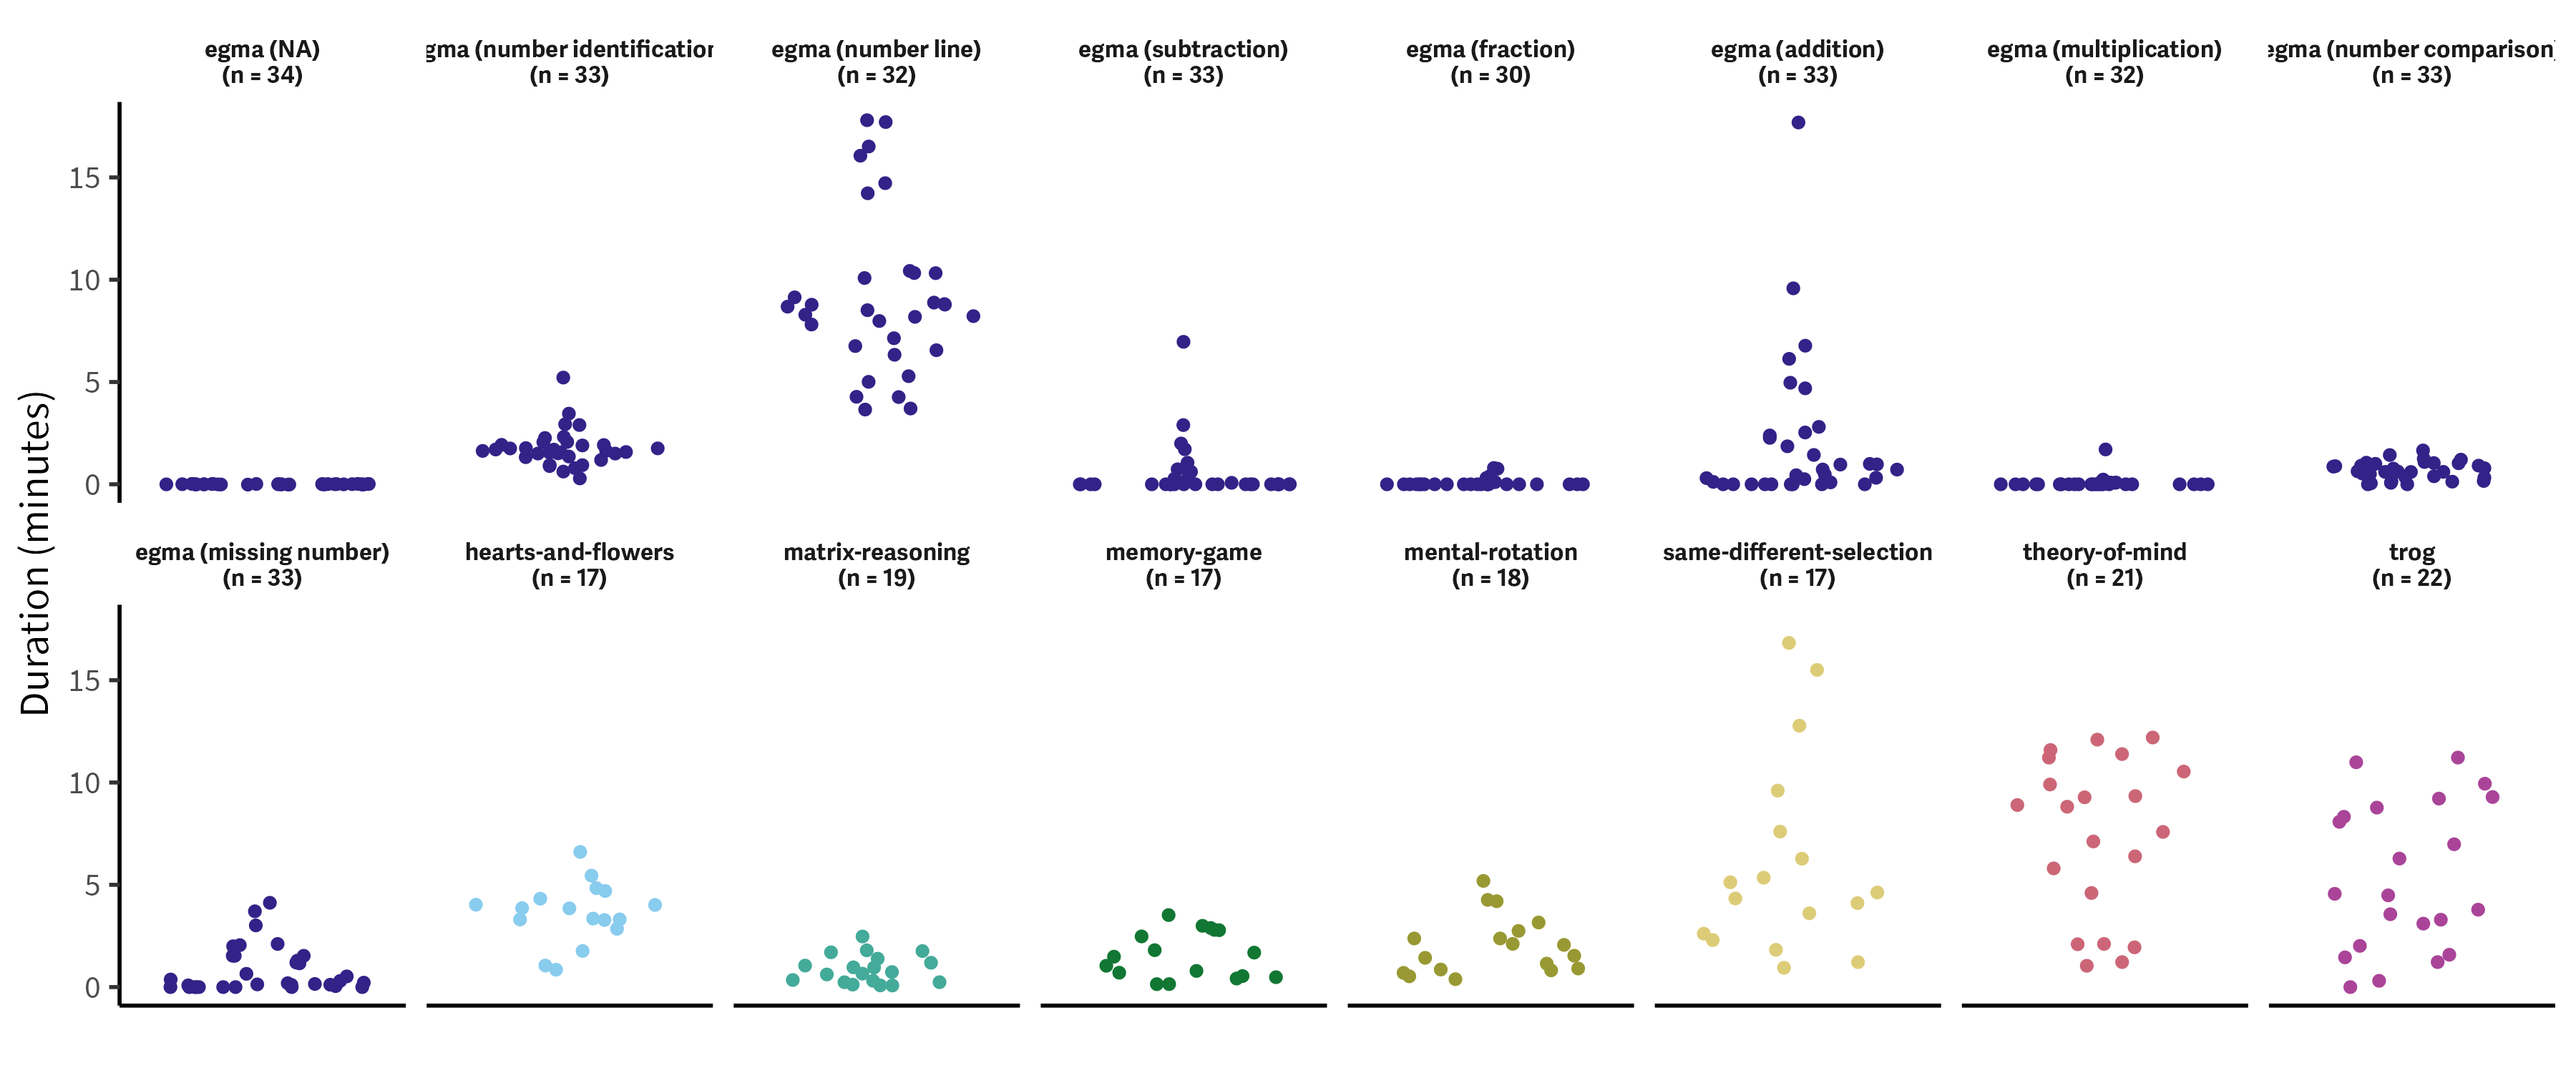 egma (NA)
(n = 34)
gma (number identification
(n = 33)
egma (number line)
(n = 32)
egma (subtraction)
(n = 33)
egma (fraction)
(n = 30)
egma (addition)
(n = 33)
egma (multiplication)
(n = 32)
egma (number comparison)
(n = 33)
15
10
5
0
Duration (minutes)
egma (missing number)
(n = 33)
hearts-and-flowers
(n = 17)
matrix-reasoning
(n = 19)
memory-game
(n = 17)
mental-rotation
(n = 18)
same-different-selection
(n = 17)
theory-of-mind
(n = 21)
trog
(n = 22)
15
10
5
0